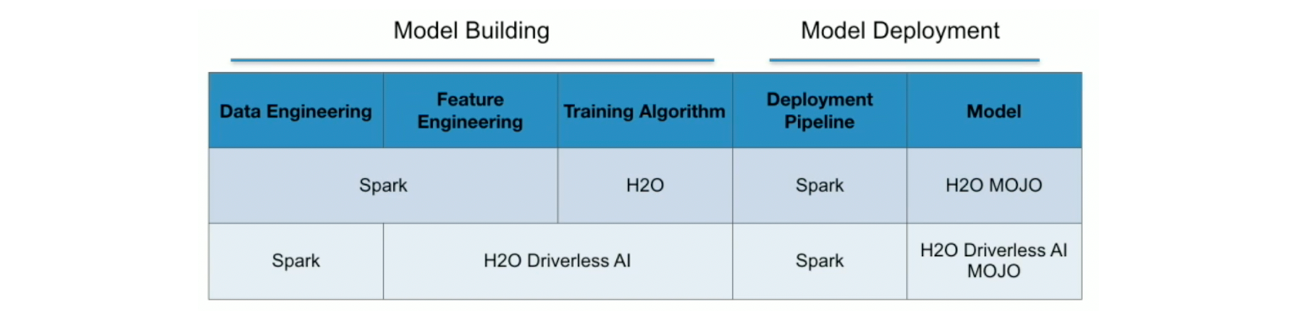 Model Building
Model Deployment
Data Engineering
Feature
Engineering
Training Algorithm
Deployment
Pipeline
Model
Spark
H2O
Spark
H2O MOJO
Spark
H2O Driverless AI
Spark
H2O Driverless AI
MOJO